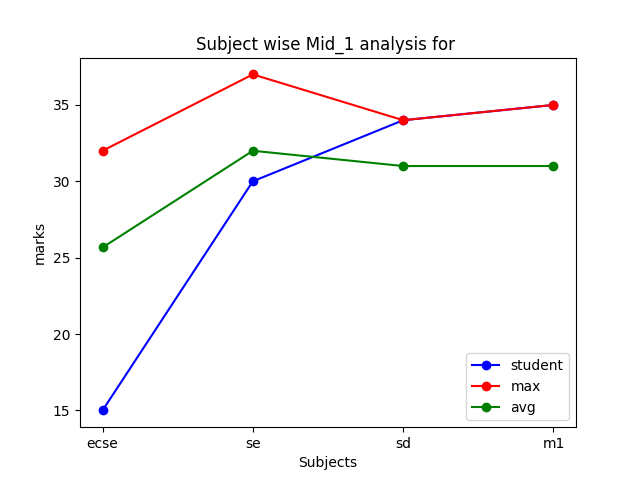 Subject wise Mid_1 analysis for
35
30
25
20
15
marks
ecse se sd m1
Subjects
student
max
avg